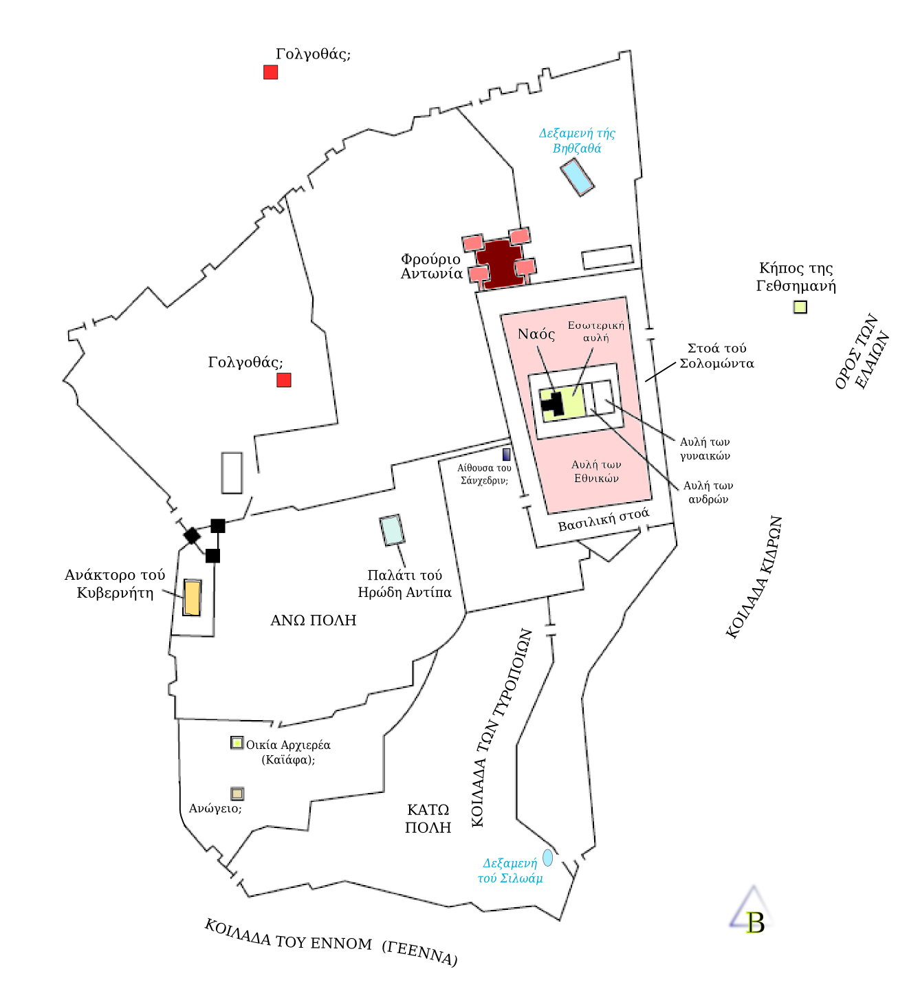 Γολγοθάς;
Δεξαμενή τής
Βηθζαθά
Φρούριο
Αντωνία
Κήπος της
Γεθσημανή
ΟΡΟΣ ΤΩΝ
ΕΛΑΙΩΝ
Ναός
Εσωτερική
αυλή
Στοά τού
Σολομώντα
Γολγοθάς;
Αυλή των
γυναικών
Αίθουσα του
Σάνχεδριν;
Αυλή των
Εθνικών
Αυλή των
ανδρών
Βασιλική στοά
Ανάκτορο τού
Κυβερνήτη
Παλάτι τού
Ηρώδη Αντίπα
ΚΟΙΛΑΔΑ ΚΙΔΡΩΝ
ΑΝΩ ΠΟΛΗ
ΚΟΙΛΑΔΑ ΤΩΝ ΤΥΡΟΠΟΙΩΝ
Οικία Αρχιερέα
(Καϊάφα);
Ανώγειο;
ΚΑΤΩ
ΠΟΛΗ
Δεξαμενή
τού Σιλωάμ
ΚΟΙΛΑΔΑ ΤΟΥ ΕΝΝΟΜ (ΓΕΕΝΝΑ)
Β